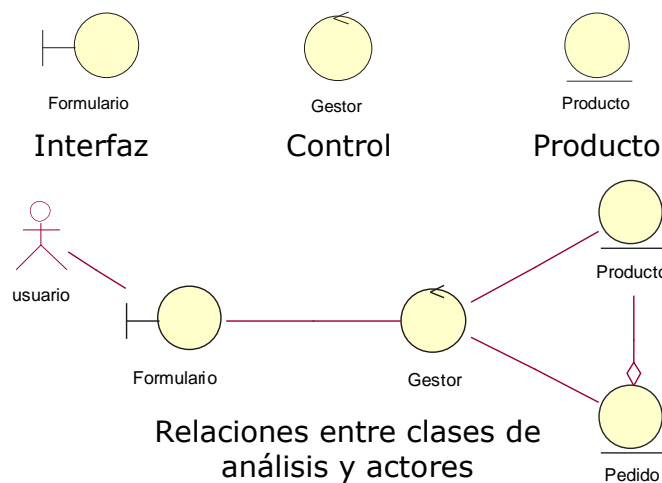 Formulario
Gestor
Producto
Interfaz
Control
Producto
usuario
Producto
Formulario
Gestor
Relaciones entre clases de
análisis y actores
Pedido